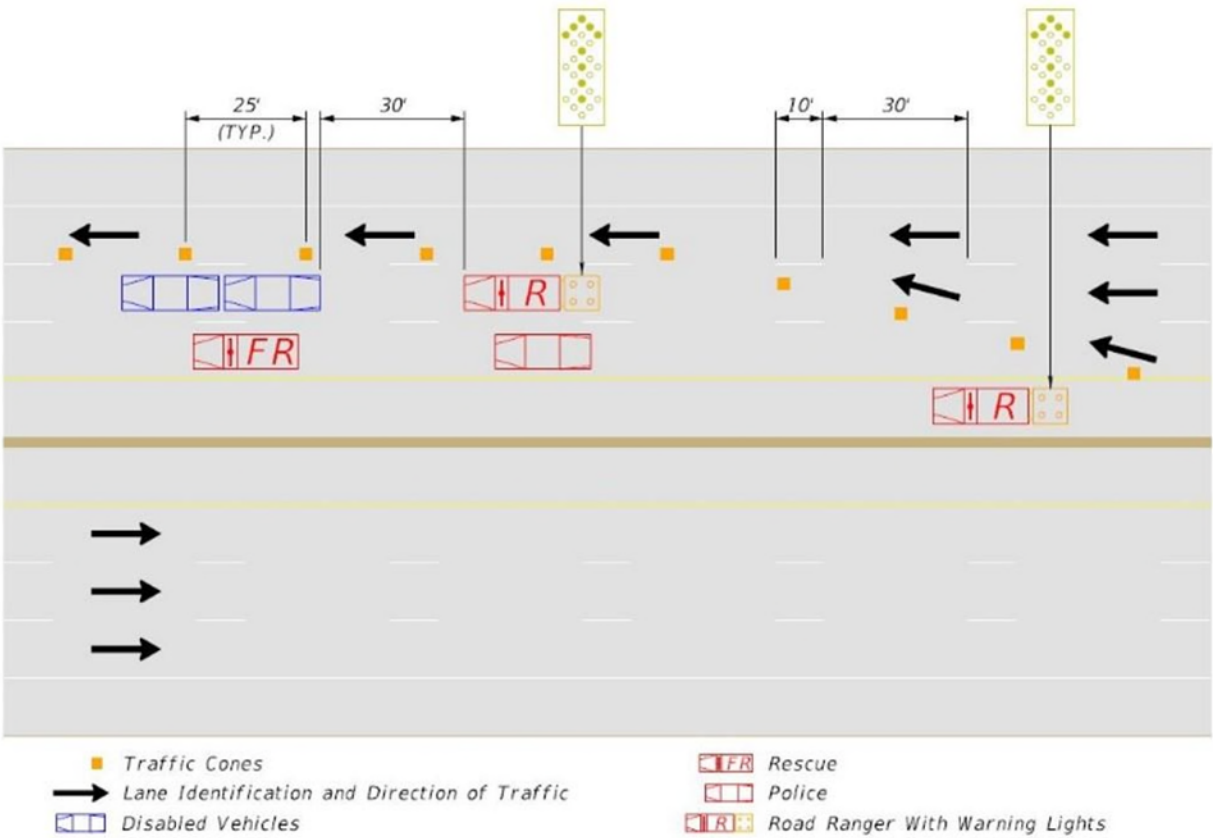 25' 30' 10' 30'
(TYP.)
R
FR
R
Traffic Cones
Lane Identification and Direction of Traffic
Disabled Vehicles
FR Rescue
Police
R Road Ranger With Warning Lights